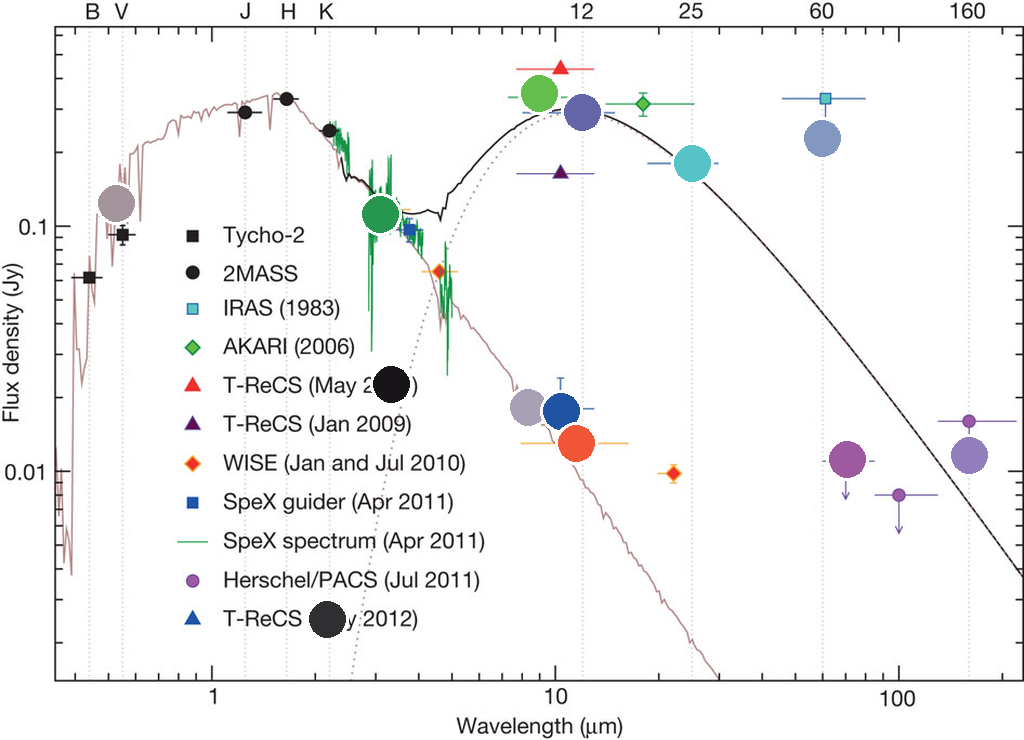 B V J H K 12 25 60 160
Flux density (Jy)
0.1
0.01
Tycho-2
2MASS
IRAS (1983)
AKARI (2006)
T-ReCS
T-ReCS (Jan 2009)
WISE (Jan and Jul 2010)
SpeX guider (Apr 2011)
SpeX spectrum (Apr 2011)
Herschel/PACS (Jul 2011)
T-ReCS 2012)
1 10 100
Wavelength (μm)